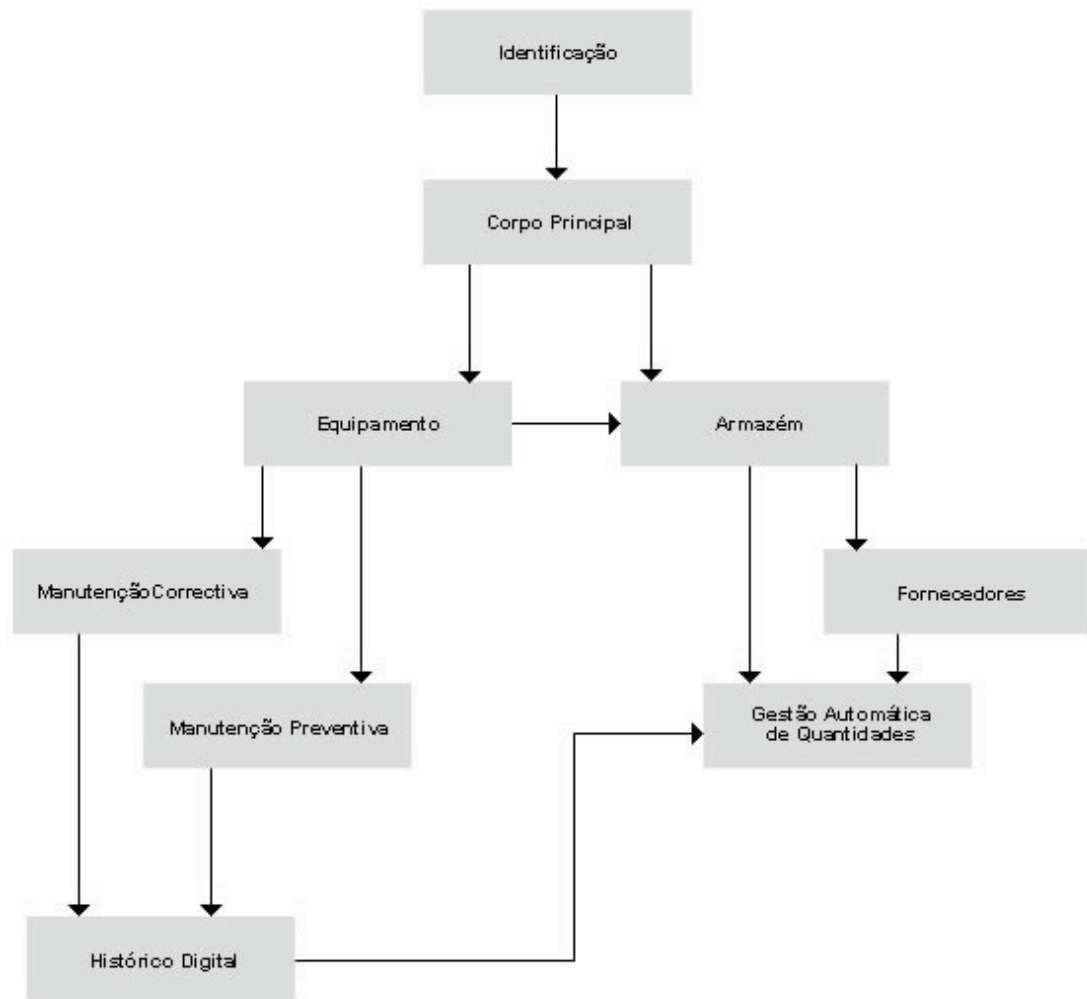 Identificação
Corpo Principal
Equipamento
Armazém
ManutençãoCorrectiva
Fornecedores
Manutenção Preventiva
Gestão Automática
de Quantidades
Histórico Digital